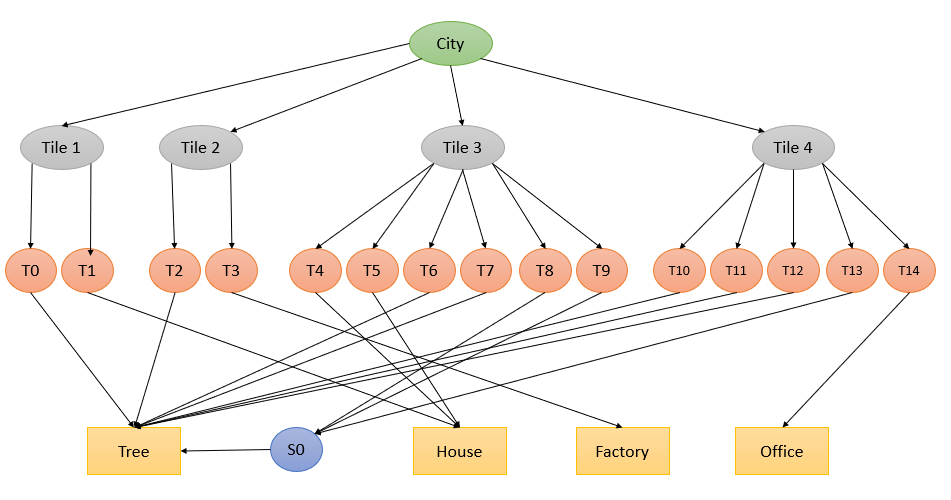 City
Tile 1
Tile 2
Tile 3
Tile 4
T0
T1
T2
T3
T4
T5
T6
T7
T8
T9
T10
T11
T12
T13
T14
Tree
S0
House
Factory
Office